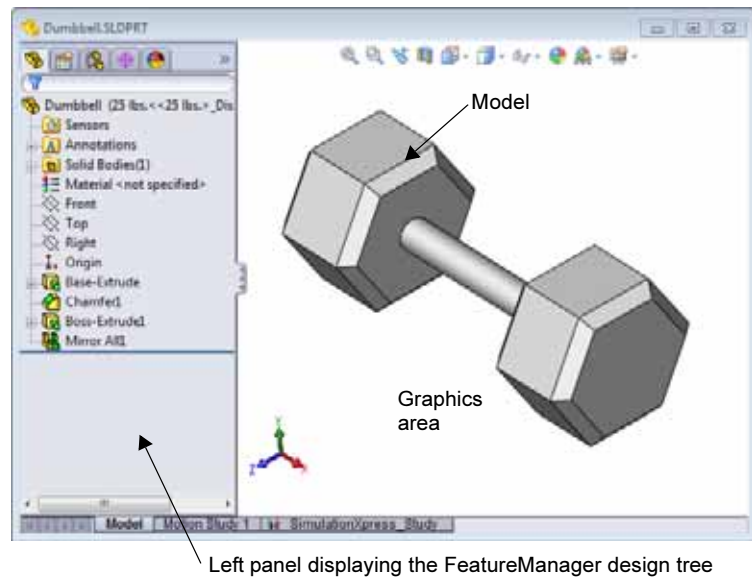 Dumbbell.SLDPRT
»
Dumbbell (25 lbs.<<25 lbs.>_Dis
Sensors
A Annotations
Solid Bodies(1)
Material <not specified>
Front
Top
Right
Origin
Base-Extrude
Chamfer1
Boss-Extrude1
Mirror All1
Model
Graphics
area
Y
Z
X
Model Motion Study 1 SimulationXpress_Study
Left panel displaying the FeatureManager design tree